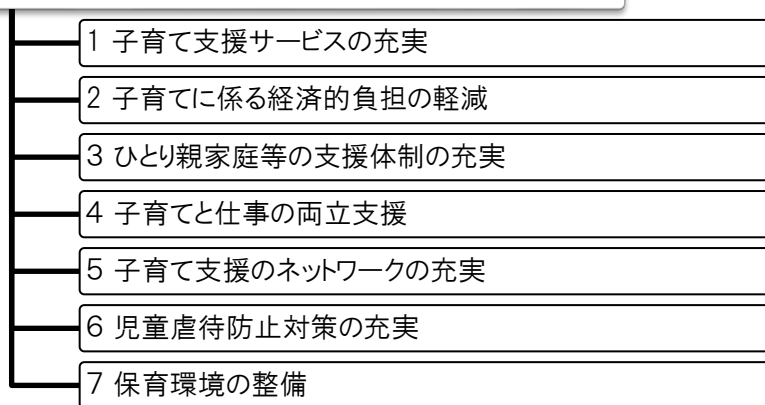 1 子育て支援サービスの充実
2 子育てに係る経済的負担の軽減
3 ひとり親家庭等の支援体制の充実
4 子育てと仕事の両立支援
5 子育て支援のネットワークの充実
6 児童虐待防止対策の充実
7 保育環境の整備